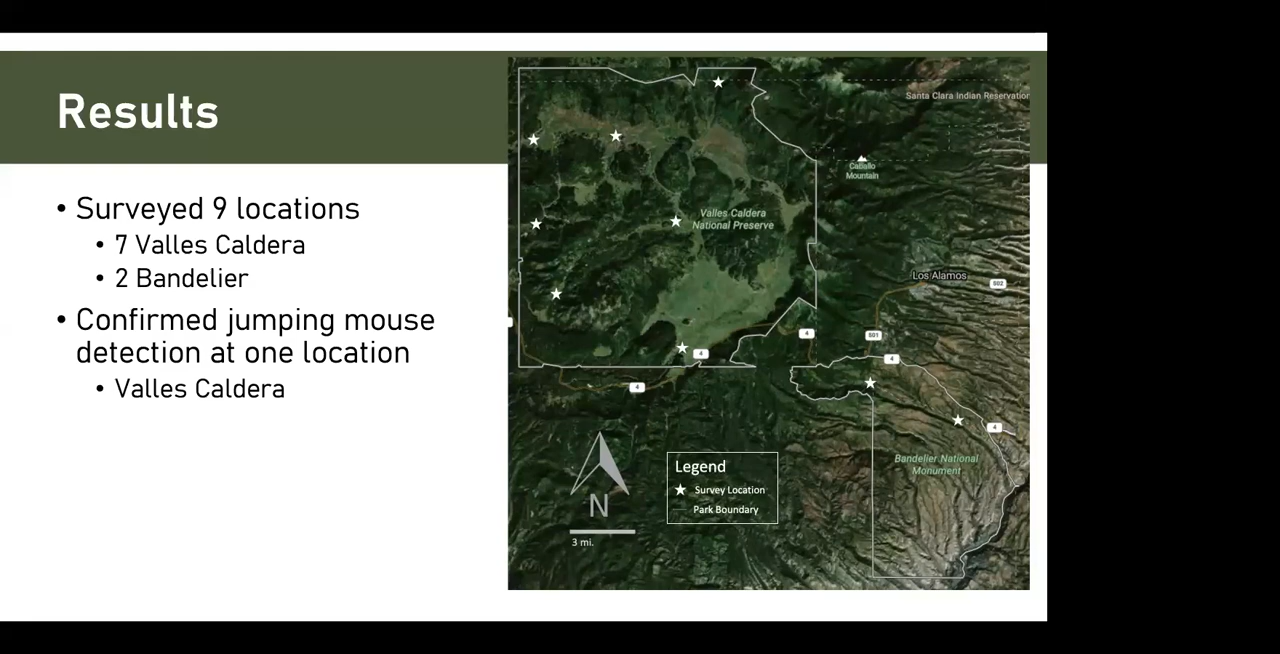 Results
• Surveyed 9 locations
• 7 Valles Caldera
• 2 Bandelier
• Confirmed jumping mouse
detection at one location
• Valles Caldera
Santa Clara Indian Reservation
Caballo
Mountain
Valles Caldera
National Preserve
Los Alamos
502
4
501
4
4
4
4
Bandelier National
Monument
Legend
Survey Location
Park Boundary
N
3 mi.